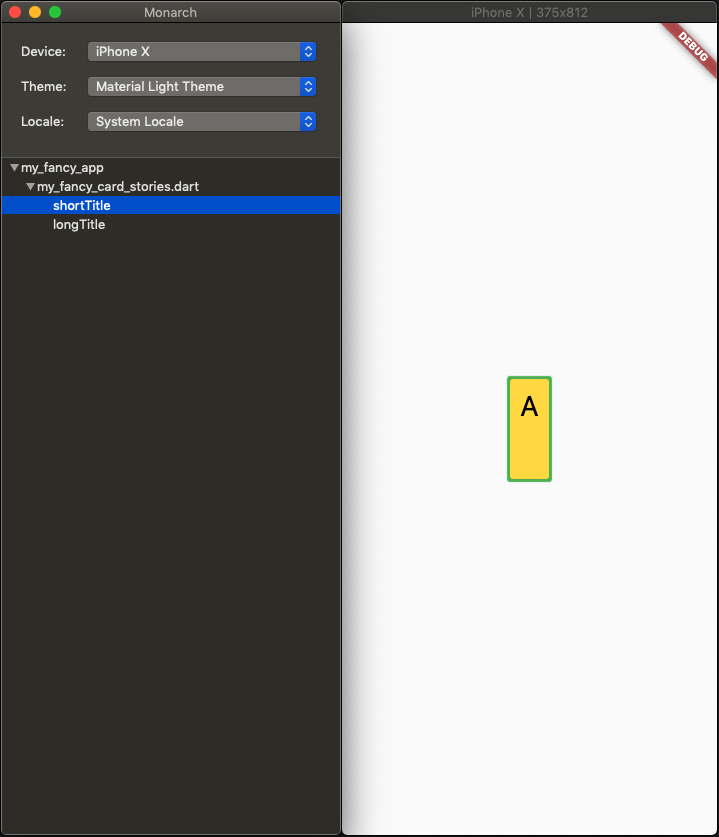 Monarch
Device: iPhone X
Theme: Material Light Theme
Locale: System Locale
my_fancy_app
my_fancy_card_stories.dart
shortTitle
longTitle
iPhone X | 375x812
DEBUG
A